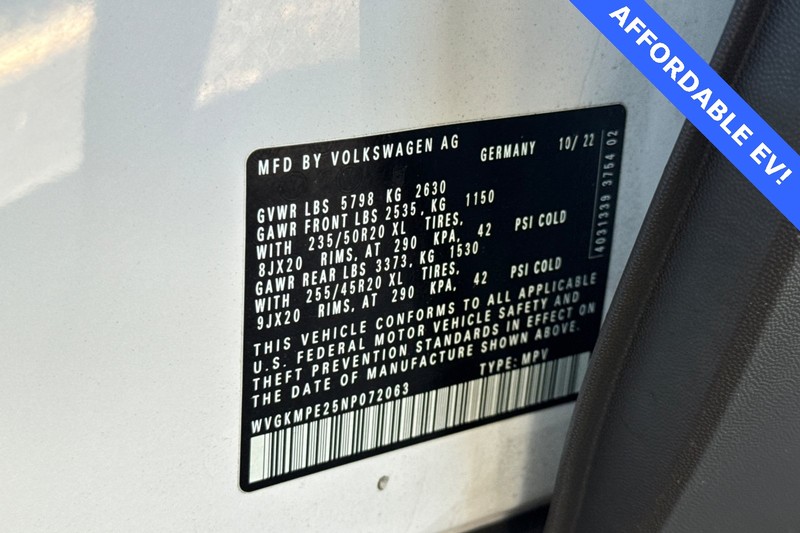 AFFORDABLE EV!
MFD BY VOLKSWAGEN AG GERMANY 10/ 22
GVWR LBS 5798 KG 2630
GAWR FRONT LBS 2535, KG 1150
WITH 235/50R20 XL TIRES,
8JX20 RIMS, AT 290 KPA, 42 PSI COLD
GAWR REAR LBS 3373, KG 1530
WITH 255/45R20 XL TIRES,
9JX20 RIMS, AT 290 KPA, 42 PSI COLD
THIS VEHICLE CONFORMS TO ALL APPLICABLE
U.S. FEDERAL MOTOR VEHICLE SAFETY AND
THEFT PREVENTION STANDARDS IN EFFECT ON
THE DATE OF MANUFACTURE SHOWN ABOVE.
WVGKMPE25NP072063 TYPE: MPV
4031339 3754 02